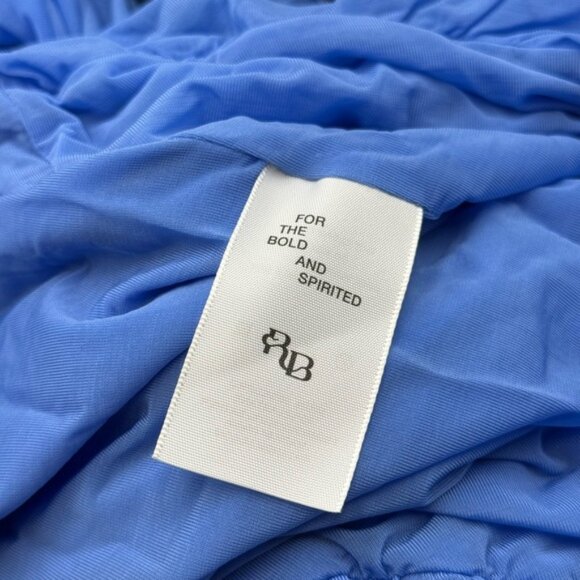 FOR
THE
BOLD
AND
SPIRITED
RB